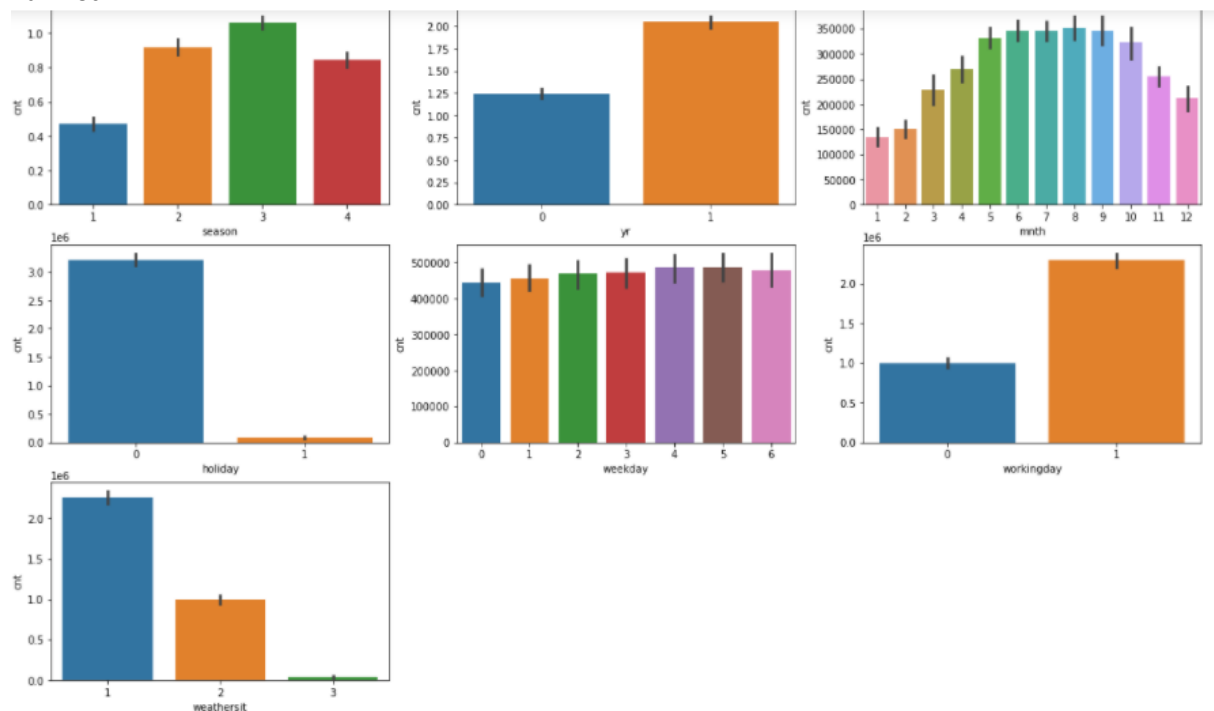 1.0
0.8
0.6
0.4
0.2
0.0
cnt
1 2 3 4
season
2.00
1.75
1.50
1.25
1.00
0.75
0.50
0.25
0.00
cnt
0 1
yr
350000
300000
250000
200000
150000
100000
50000
0
cnt
1 2 3 4 5 6 7 8 9 10 11 12
mnth
1e6
3.0
2.5
2.0
1.5
1.0
0.5
0.0
cnt
0 1
holiday
500000
400000
300000
200000
100000
0
cnt
0 1 2 3 4 5 6
weekday
1e6
2.0
1.5
1.0
0.5
0.0
cnt
0 1
workingday
1e6
2.0
1.5
1.0
0.5
0.0
cnt
1 2 3
weathersit